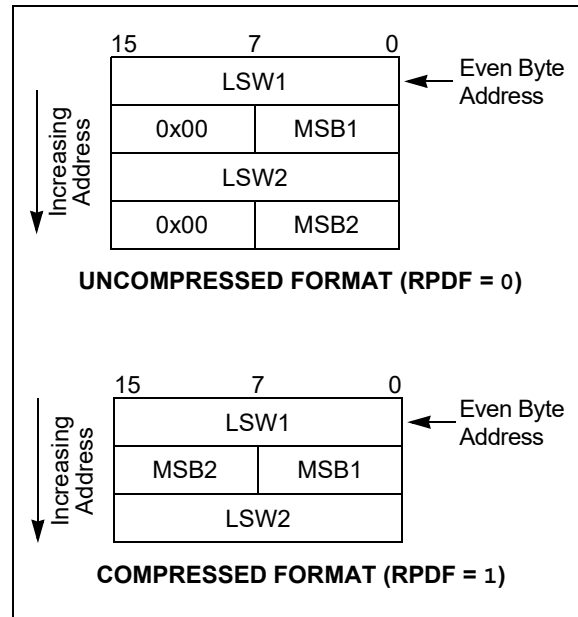 15 7 0
LSW1
Even Byte
Address
0x00 MSB1
LSW2
0x00 MSB2
Increasing
Address
UNCOMPRESSED FORMAT (RPDF = 0)
15 7 0
LSW1
Even Byte
Address
MSB2 MSB1
LSW2
Increasing
Address
COMPRESSED FORMAT (RPDF = 1)